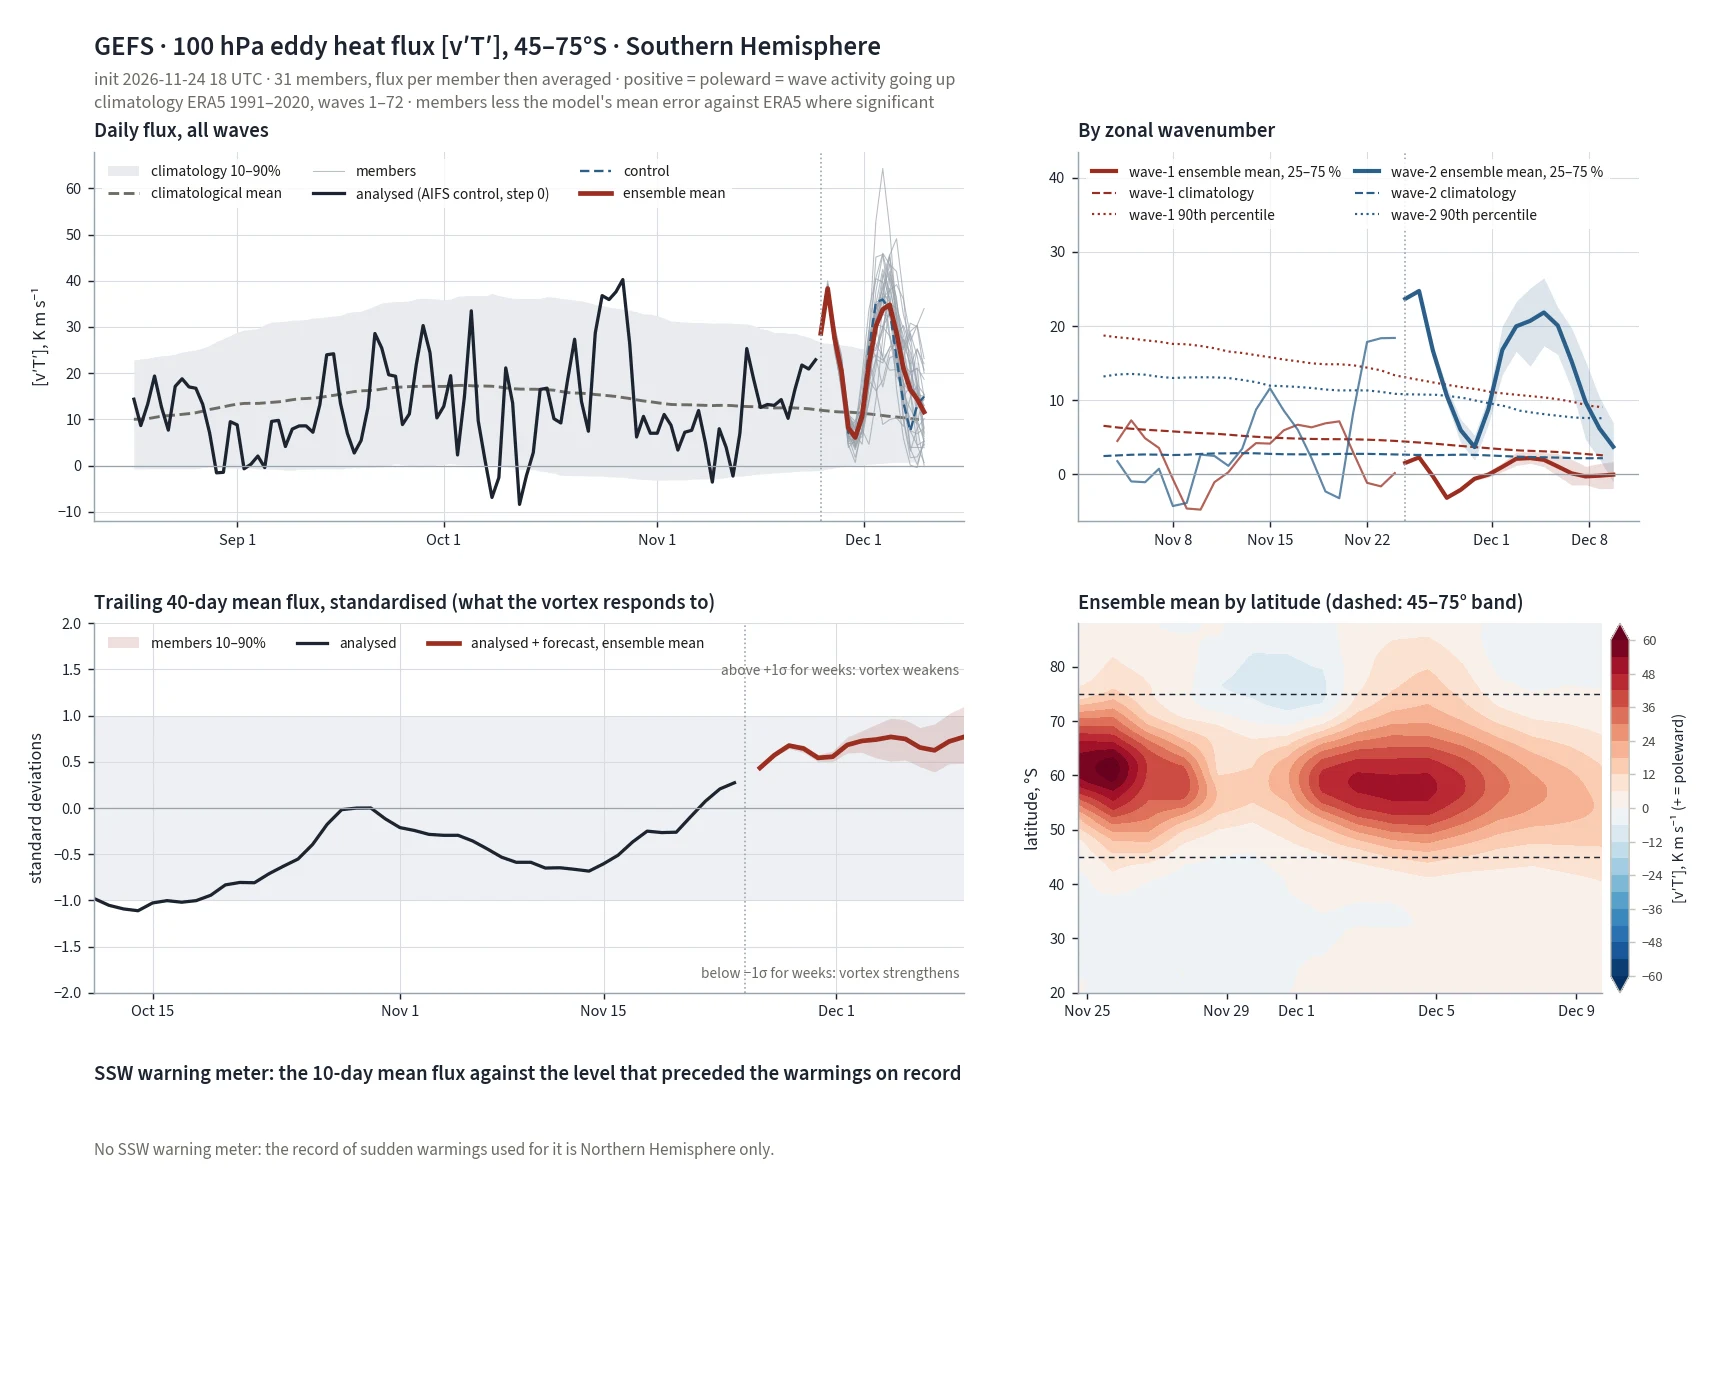 GEFS · 100 hPa eddy heat flux [v′T′], 45–75°S · Southern Hemisphere
init 2026-11-24 18 UTC · 31 members, flux per member then averaged · positive = poleward = wave activity going up
climatology ERA5 1991–2020, waves 1–72 · members less the model's mean error against ERA5 where significant
Daily flux, all waves
climatology 10–90%
members
control
climatological mean
analysed (AIFS control, step 0)
ensemble mean
[v′T′], K m s⁻¹
60
50
40
30
20
10
0
−10
Sep 1
Oct 1
Nov 1
Dec 1
By zonal wavenumber
wave-1 ensemble mean, 25–75 %
wave-2 ensemble mean, 25–75 %
wave-1 climatology
wave-2 climatology
wave-1 90th percentile
wave-2 90th percentile
40
30
20
10
0
Nov 8
Nov 15
Nov 22
Dec 1
Dec 8
Trailing 40-day mean flux, standardised (what the vortex responds to)
members 10–90%
analysed
analysed + forecast, ensemble mean
above +1σ for weeks: vortex weakens
below −1σ for weeks: vortex strengthens
standard deviations
2.0
1.5
1.0
0.5
0.0
−0.5
−1.0
−1.5
−2.0
Oct 15
Nov 1
Nov 15
Dec 1
Ensemble mean by latitude (dashed: 45–75° band)
latitude, °S
80
70
60
50
40
30
20
Nov 25
Nov 29
Dec 1
Dec 5
Dec 9
60
48
36
24
12
0
−12
−24
−36
−48
−60
[v′T′], K m s⁻¹ (+ = poleward)
SSW warning meter: the 10-day mean flux against the level that preceded the warmings on record
No SSW warning meter: the record of sudden warmings used for it is Northern Hemisphere only.